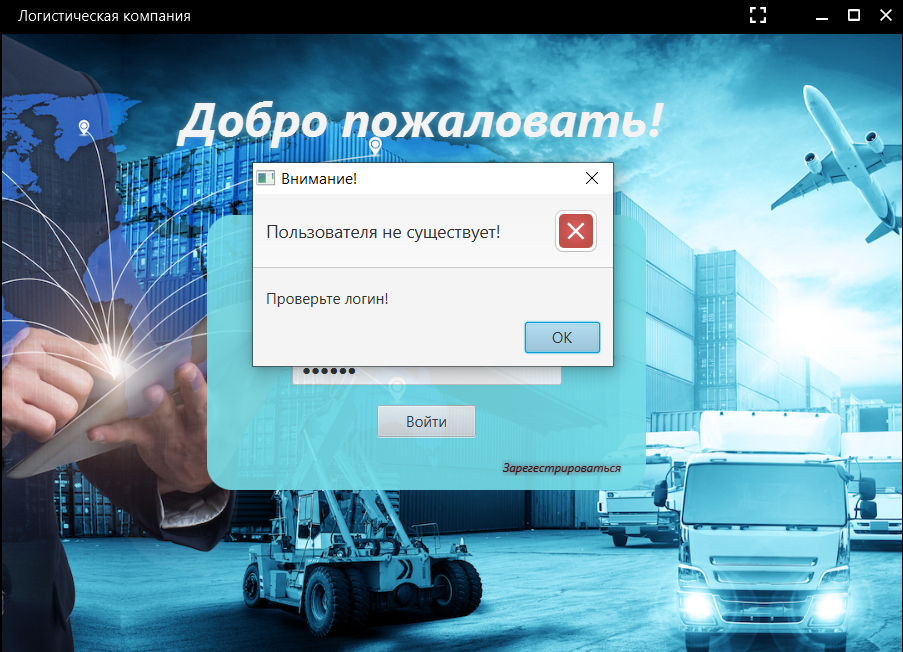 Логистическая компания
Добро пожаловать!
Внимание!
Пользователя не существует!
Проверьте логин!
OK
••••••
Войти
Зарегестрироваться